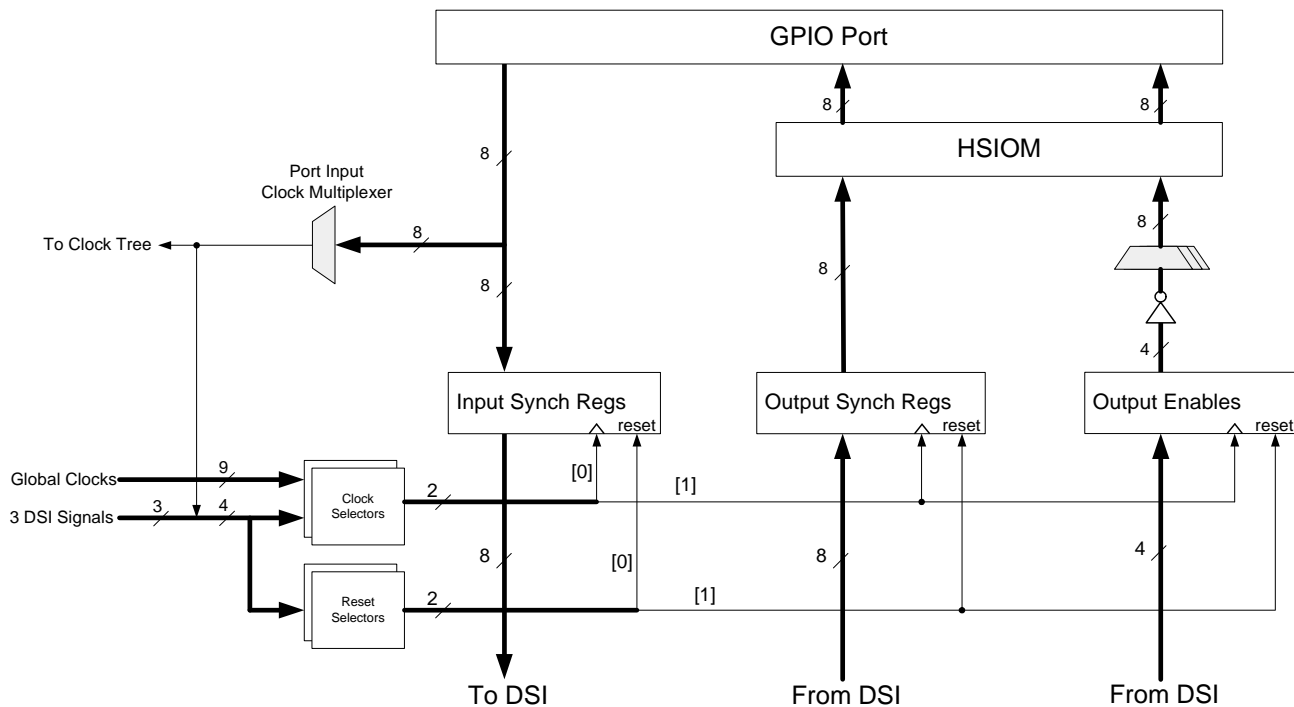 GPIO Port
8
8
HSIOM
8
Port Input
Clock Multiplexer
8
To Clock Tree
8
8
8
8
4
Input Synch Regs
reset
Output Synch Regs
reset
Output Enables
reset
Global Clocks
9
[0]
2
[1]
Clock
Selectors
3 DSI Signals
3
4
8
[0]
8
4
2
[1]
Reset
Selectors
To DSI
From DSI
From DSI